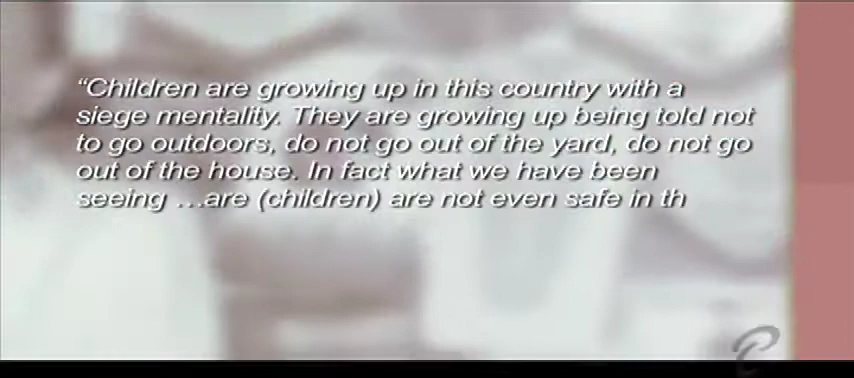 “Children are growing up in this country with a
siege mentality. They are growing up being told not
to go outdoors, do not go out of the yard, do not go
out of the house. In fact what we have been
seeing …are (children) are not even safe in th